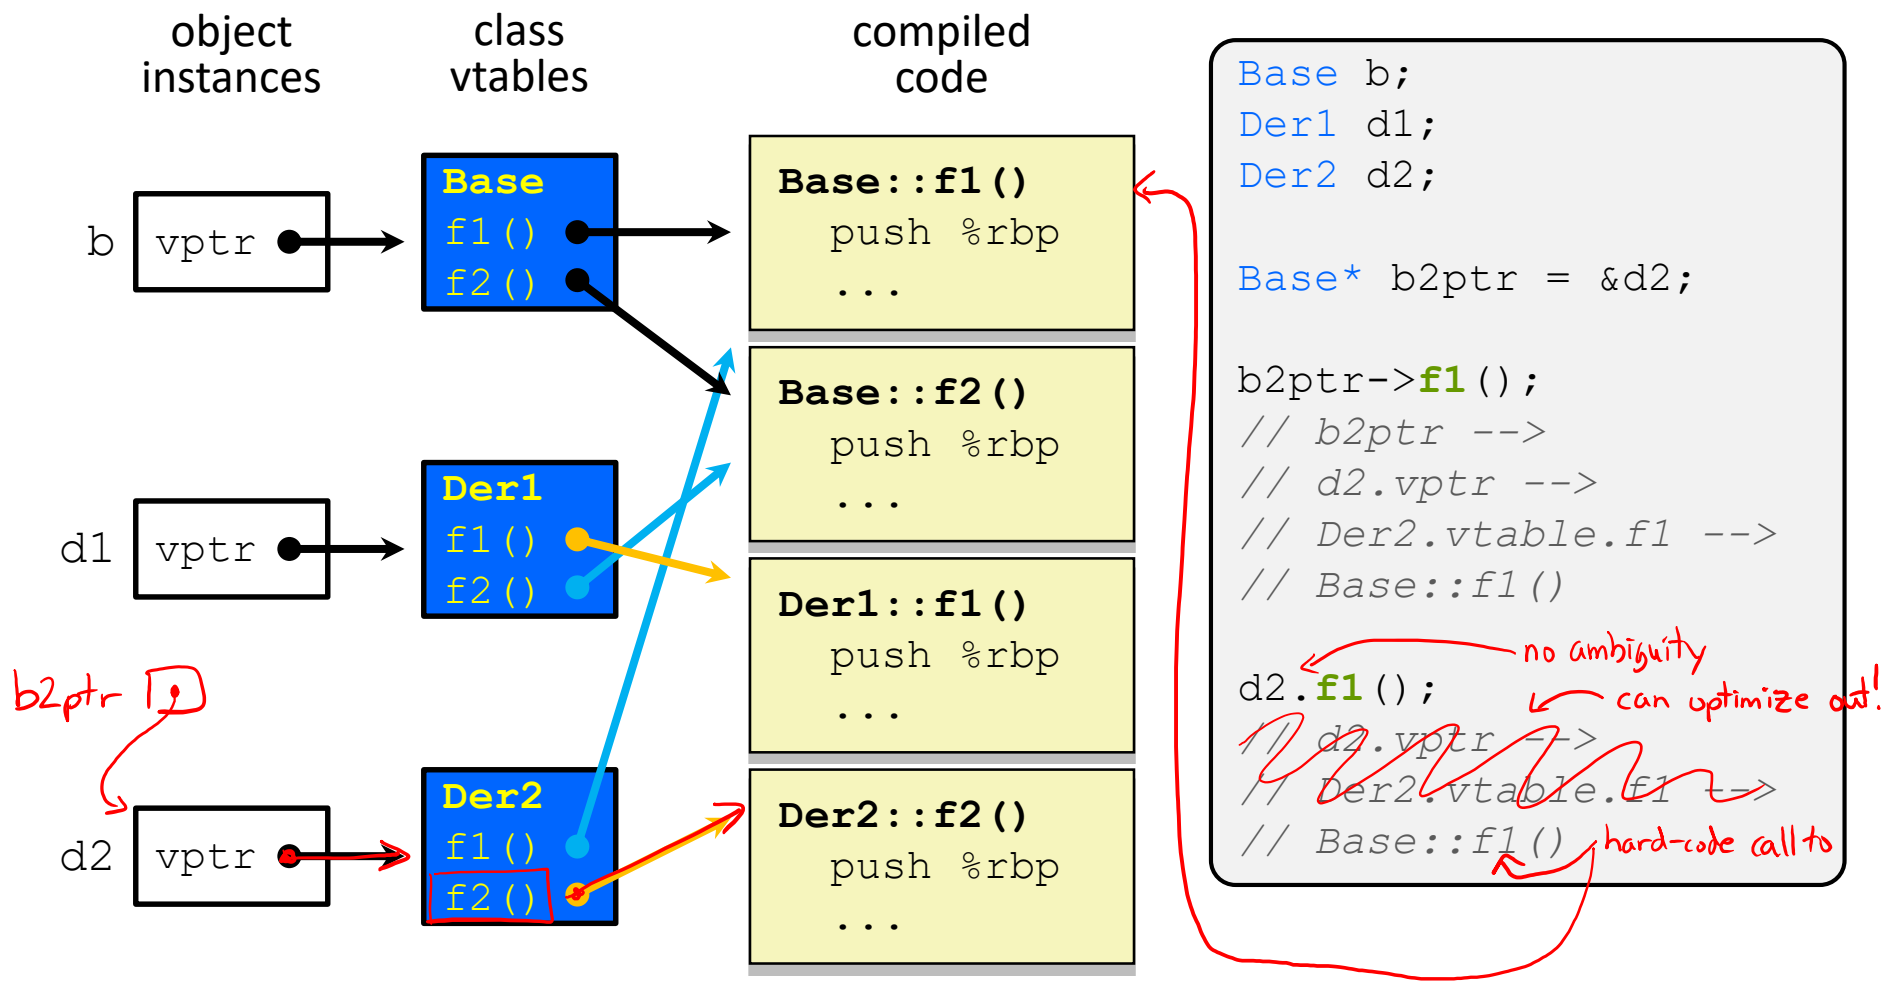 object
instances
class
vtables
compiled
code
b
vptr
Base
f1()
f2()
Base::f1()
push %rbp
...
Base::f2()
push %rbp
...
d1
vptr
Der1
f1()
f2()
Der1::f1()
push %rbp
...
b2ptr
d2
vptr
Der2
f1()
f2()
Der2::f2()
push %rbp
...
Base b;
Der1 d1;
Der2 d2;
Base* b2ptr = &d2;
b2ptr->f1();
// b2ptr -->
// d2.vptr -->
// Der2.vtable.f1 -->
// Base::f1()
no ambiguity
d2.f1();
can optimize out!
// d2.vptr -->
// Der2.vtable.f1 -->
// Base::f1()
hard-code call to